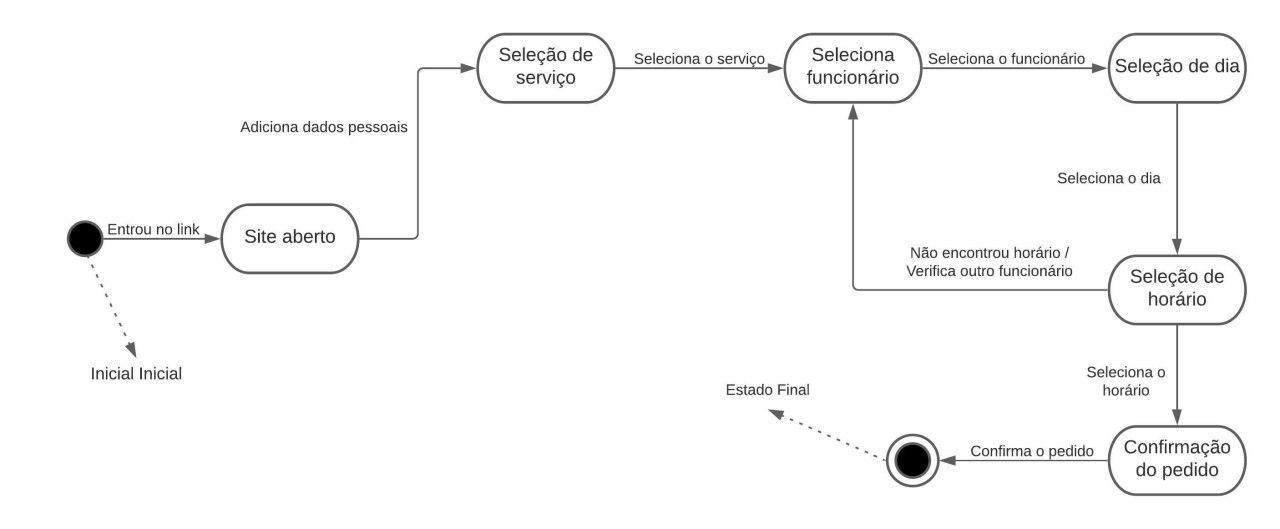 Seleção de
serviço
Seleciona o serviço
Seleciona
funcionário
Seleciona o funcionário
Seleção de dia
Adiciona dados pessoais
Seleciona o dia
Entrou no link
Site aberto
Não encontrou horário /
Verifica outro funcionário
Seleção de
horário
Inicial Inicial
Seleciona o
horário
Estado Final
Confirma o pedido
Confirmação
do pedido